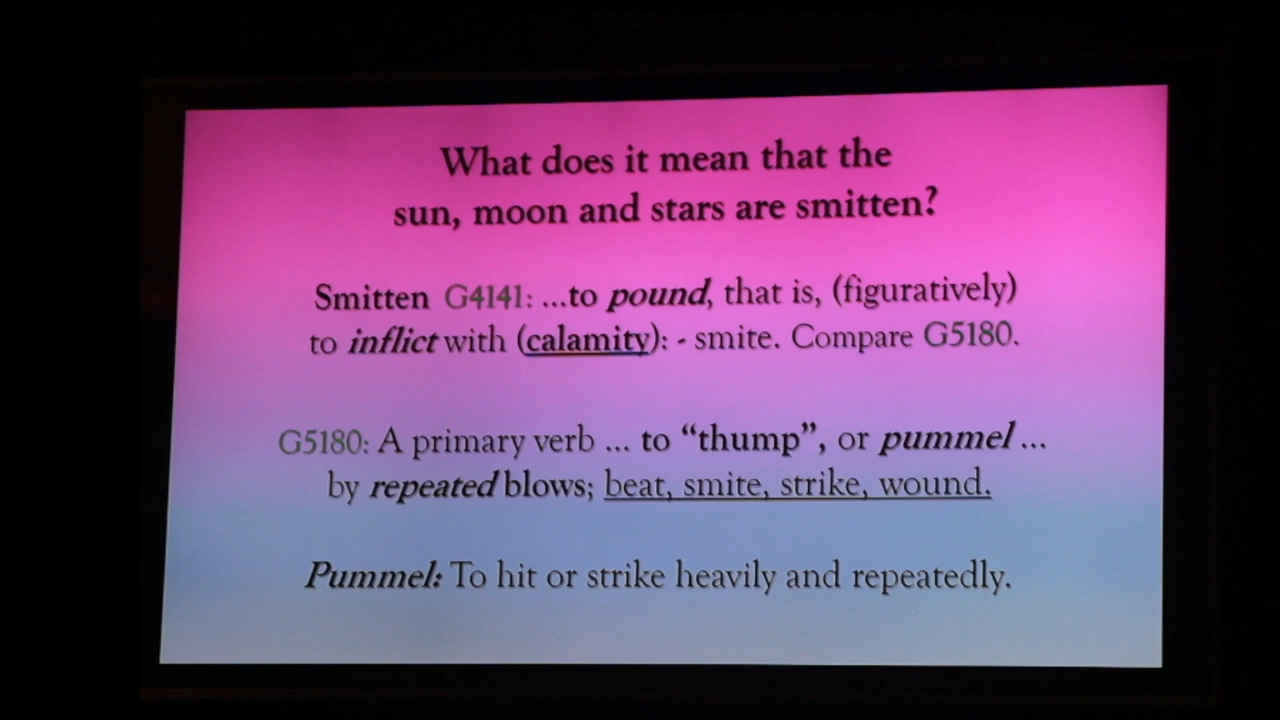 What does it mean that the
sun, moon and stars are smitten?
Smitten G4141: ...to pound, that is, (figuratively)
to inflict with (calamity): - smite. Compare G5180.
G5180: A primary verb ... to “thump”, or pummel ...
by repeated blows; beat, smite, strike, wound.
Pummel: To hit or strike heavily and repeatedly.